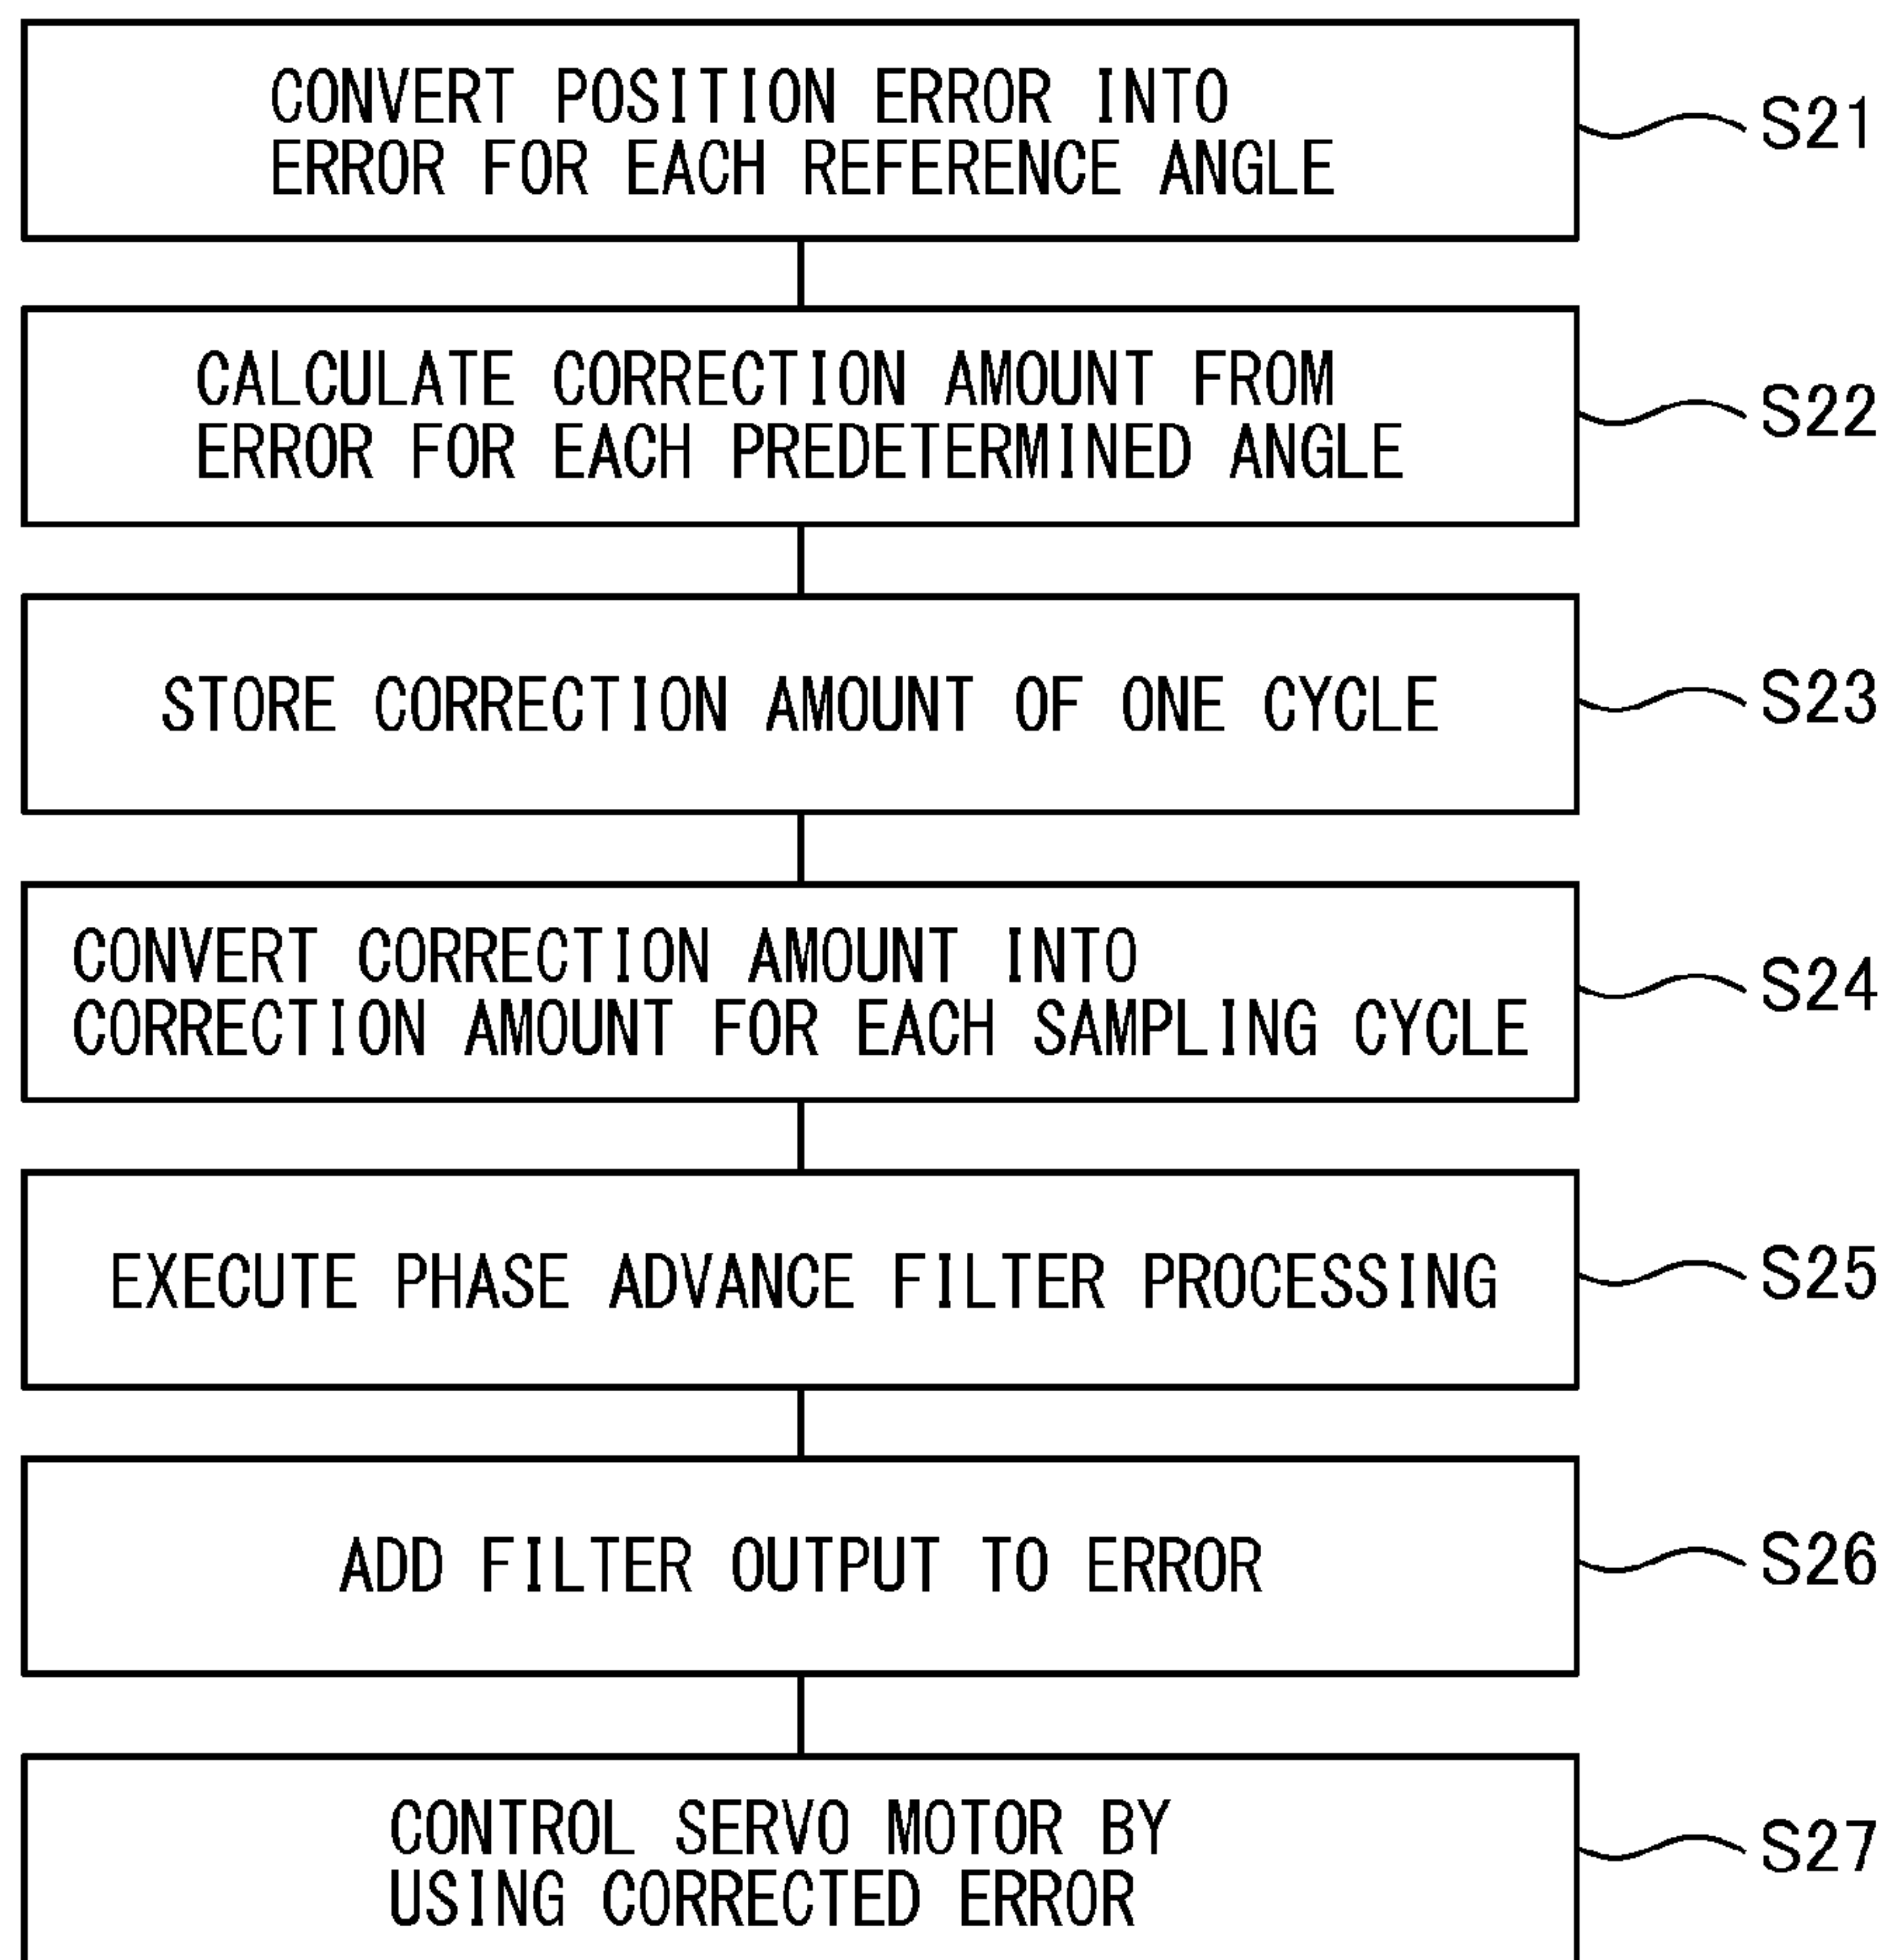 CONVERT POSITION ERROR INTO
ERROR FOR EACH REFERENCE ANGLE
S21
CALCULATE CORRECTION AMOUNT FROM
ERROR FOR EACH PREDETERMINED ANGLE
S22
STORE CORRECTION AMOUNT OF ONE CYCLE
S23
CONVERT CORRECTION AMOUNT INTO
CORRECTION AMOUNT FOR EACH SAMPLING CYCLE
S24
EXECUTE PHASE ADVANCE FILTER PROCESSING
S25
ADD FILTER OUTPUT TO ERROR
S26
CONTROL SERVO MOTOR BY
USING CORRECTED ERROR
S27